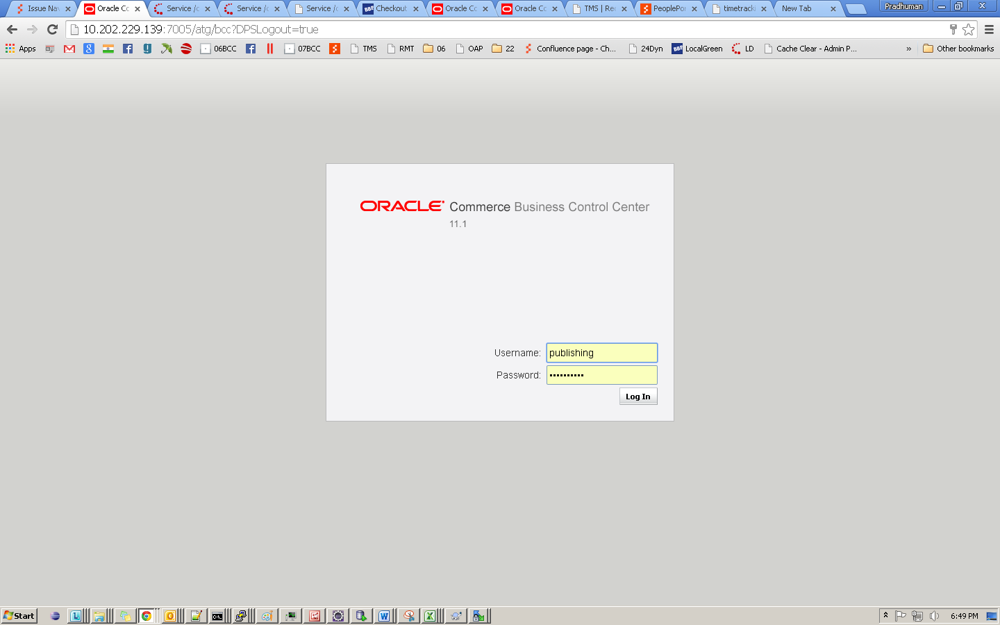 Issue Nav
Oracle Co
Service /c
Service /c
Service /c
Checkout
Oracle Co
Oracle Co
TMS | Rec
PeoplePor
timetracki
New Tab
Pradhuman
10.202.229.139:7005/atg/bcc?DPSLogout=true
Apps
06BCC
07BCC
TMS
RMT
06
OAP
22
Confluence page - Ch...
24Dyn
LocalGreen
LD
Cache Clear - Admin P...
»
Other bookmarks
ORACLE Commerce Business Control Center
11.1
Username: publishing
Password: ••••••••••
Log In
Start
6:49 PM